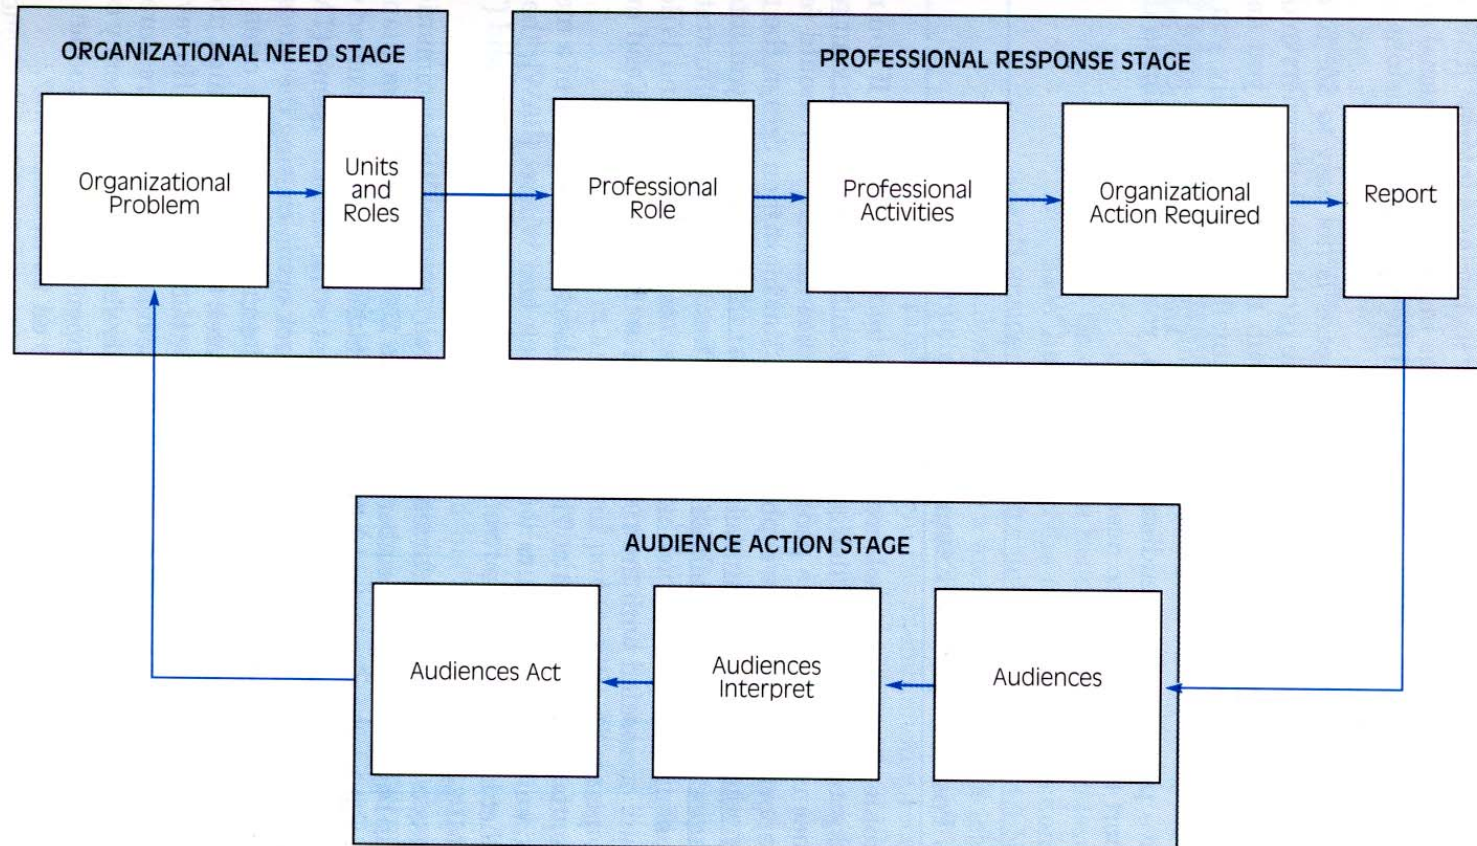 ORGANIZATIONAL NEED STAGE
Organizational
Problem
Units
and
Roles
PROFESSIONAL RESPONSE STAGE
Professional
Role
Professional
Activities
Organizational
Action Required
Report
AUDIENCE ACTION STAGE
Audiences Act
Audiences
Interpret
Audiences